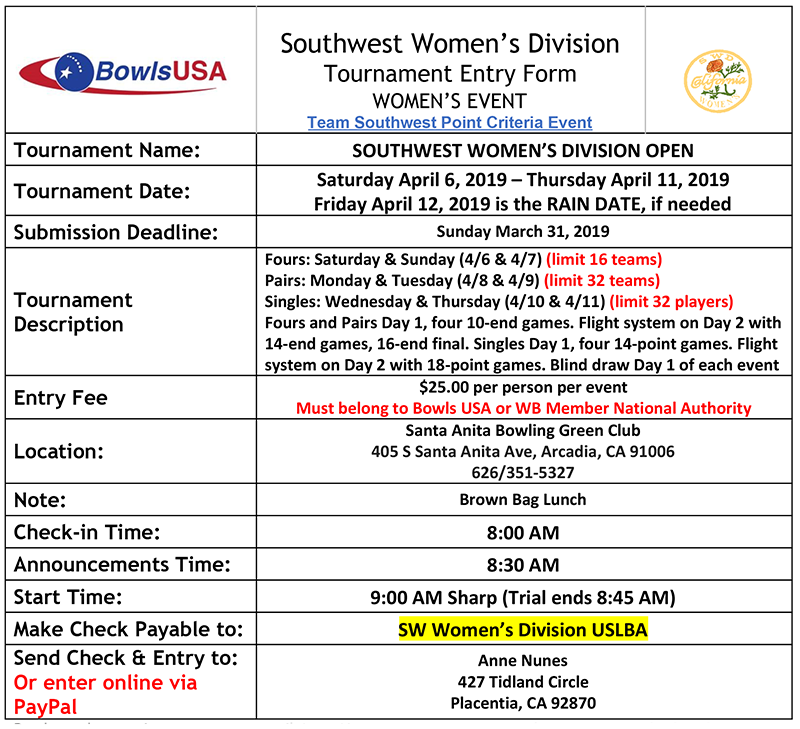 BowlsUSA
Southwest Women's Division
Tournament Entry Form
WOMEN'S EVENT
Team Southwest Point Criteria Event
SWD
California
WOMEN
Tournament Name:
SOUTHWEST WOMEN'S DIVISION OPEN
Tournament Date:
Saturday April 6, 2019 – Thursday April 11, 2019
Friday April 12, 2019 is the RAIN DATE, if needed
Submission Deadline:
Sunday March 31, 2019
Tournament
Description
Fours: Saturday & Sunday (4/6 & 4/7) (limit 16 teams)
Pairs: Monday & Tuesday (4/8 & 4/9) (limit 32 teams)
Singles: Wednesday & Thursday (4/10 & 4/11) (limit 32 players)
Fours and Pairs Day 1, four 10-end games. Flight system on Day 2 with
14-end games, 16-end final. Singles Day 1, four 14-point games. Flight
system on Day 2 with 18-point games. Blind draw Day 1 of each event
Entry Fee
$25.00 per person per event
Must belong to Bowls USA or WB Member National Authority
Location:
Santa Anita Bowling Green Club
405 S Santa Anita Ave, Arcadia, CA 91006
626/351-5327
Note:
Brown Bag Lunch
Check-in Time:
8:00 AM
Announcements Time:
8:30 AM
Start Time:
9:00 AM Sharp (Trial ends 8:45 AM)
Make Check Payable to:
SW Women's Division USLBA
Send Check & Entry to:
Or enter online via
PayPal
Anne Nunes
427 Tidland Circle
Placentia, CA 92870